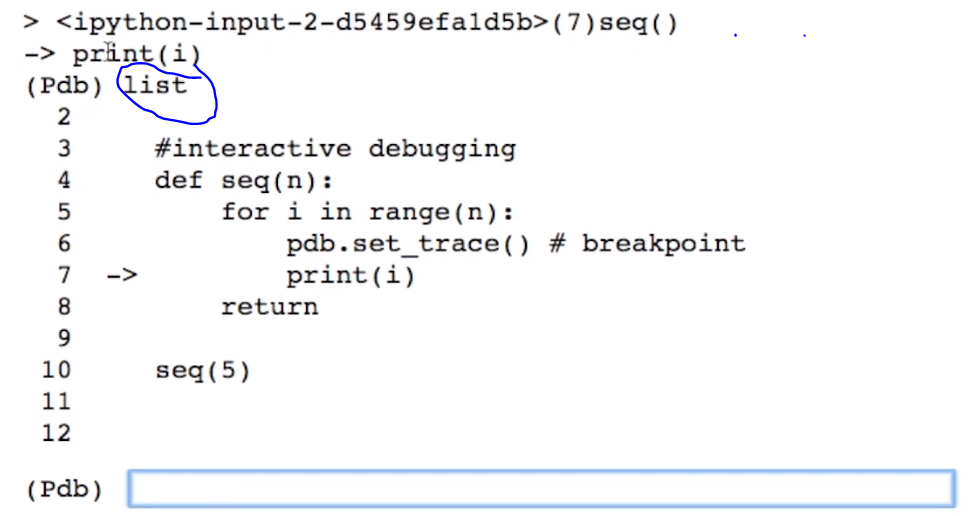 > <ipython-input-2-d5459efa1d5b>(7)seq()
-> print(i)
(Pdb) list
2
3 #interactive debugging
4 def seq(n):
5 for i in range(n):
6 pdb.set_trace() # breakpoint
7 -> print(i)
8 return
9
10 seq(5)
11
12
(Pdb)